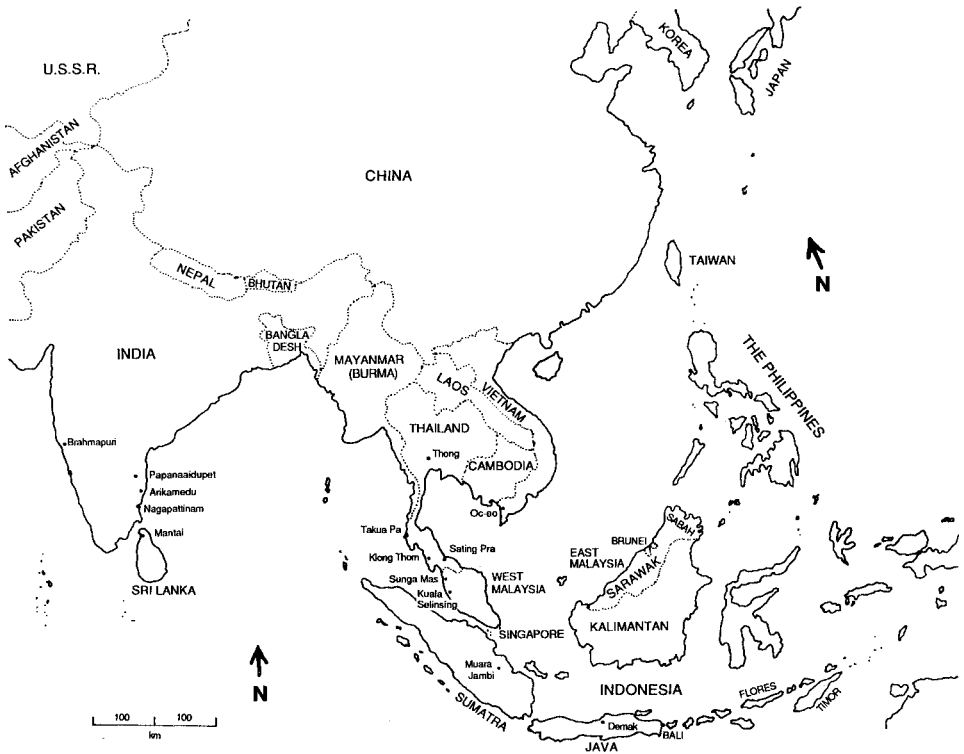 KOREA
JAPAN
U.S.S.R.
AFGHANISTAN
PAKISTAN
CHINA
NEPAL
BHUTAN
TAIWAN
N
BANGLA
DESH
INDIA
MAYANMAR
(BURMA)
LAOS
VIETNAM
THE PHILIPPINES
THAILAND
Thong
CAMBODIA
Brahmapuri
Papanaaidupet
Arikamedu
Nagapattinam
Mantai
SRI LANKA
Oc-eo
Takua Pa
Klong Thom
Sating Pra
Sunga Mas
Kuala
Selinsing
WEST
MALAYSIA
EAST
MALAYSIA
BRUNEI
SABAH
SARAWAK
KALIMANTAN
SINGAPORE
Muara
Jambi
SUMATRA
INDONESIA
N
100 100
km
FLORES
TIMOR
Demak
BALI
JAVA